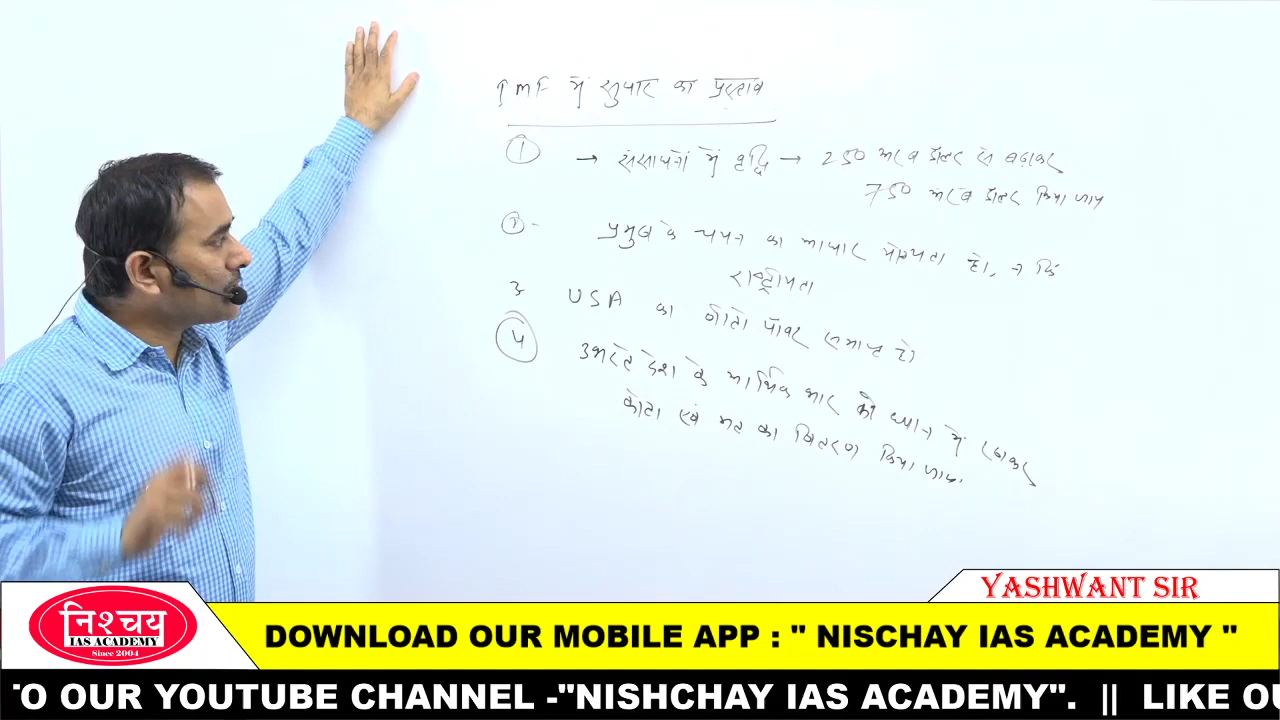 IMF में सुधार का प्रस्ताव
① → संसाधनों में वृद्धि → 250 अरब डॉलर से बढ़ाकर
750 अरब डॉलर किया जाय
② - प्रमुख के चयन का आधार योग्यता हो, न कि
राष्ट्रीयता
3 USA का वीटो पॉवर समाप्त हो
④ उभरते देश के आर्थिक भार को ध्यान में रखकर
कोटा एवं मत का वितरण किया जाय
YASHWANT SIR
निश्चय
IAS ACADEMY
Since 2004
DOWNLOAD OUR MOBILE APP : " NISCHAY IAS ACADEMY "
TO OUR YOUTUBE CHANNEL -"NISHCHAY IAS ACADEMY". || LIKE OU